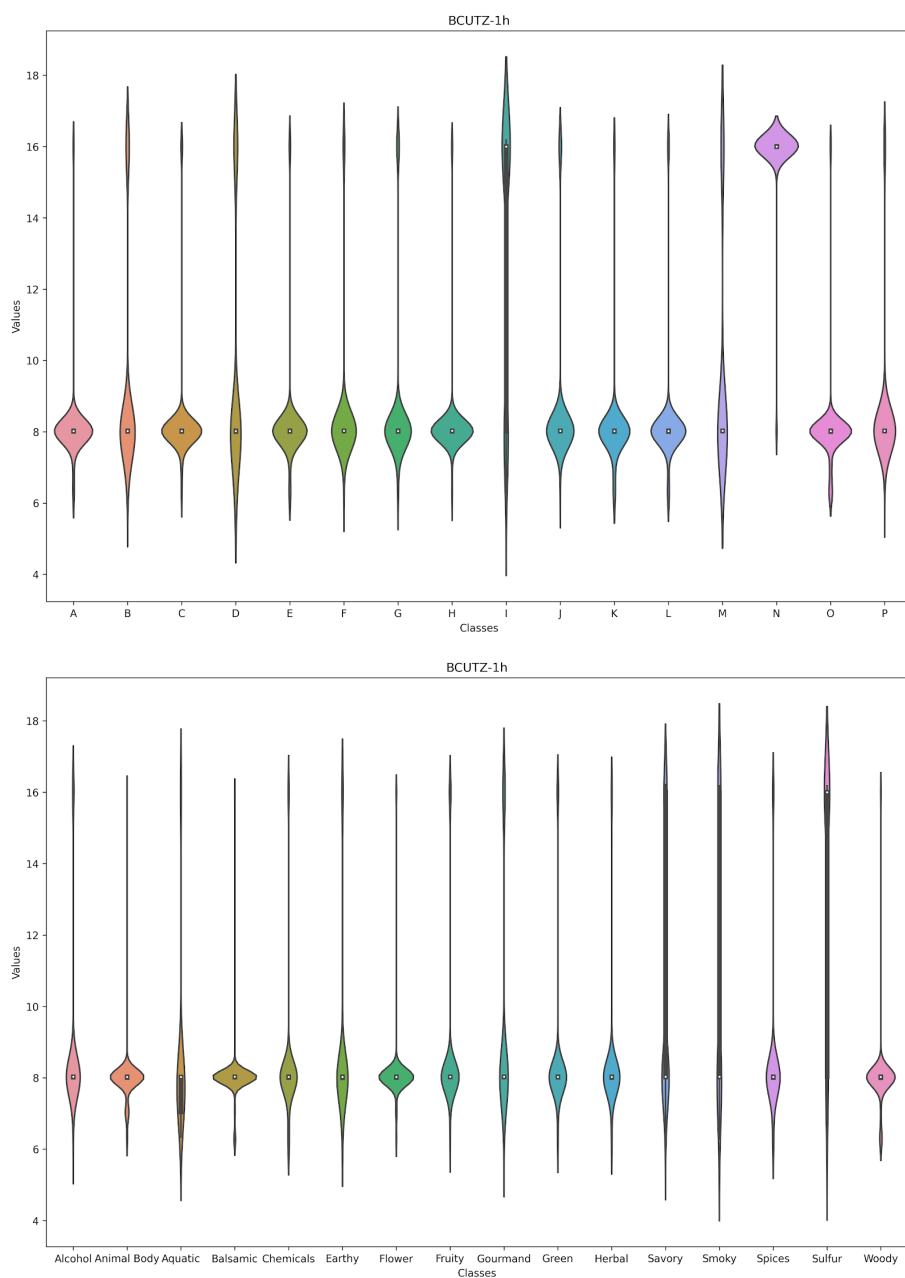 BCUTZ-1h
18
16
14
12
10
8
6
4
Values
A B C D E F G H I J K L M N O P
Classes
BCUTZ-1h
18
16
14
12
10
8
6
4
Values
Alcohol Animal Body Aquatic Balsamic Chemicals Earthy Flower Fruity Gourmand Green Herbal Savory Smoky Spices Sulfur Woody
Classes